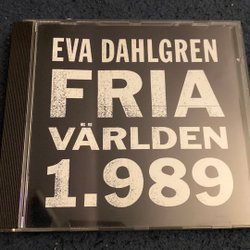 EVA DAHLGREN
FRIA
VÄRLDEN
1.989